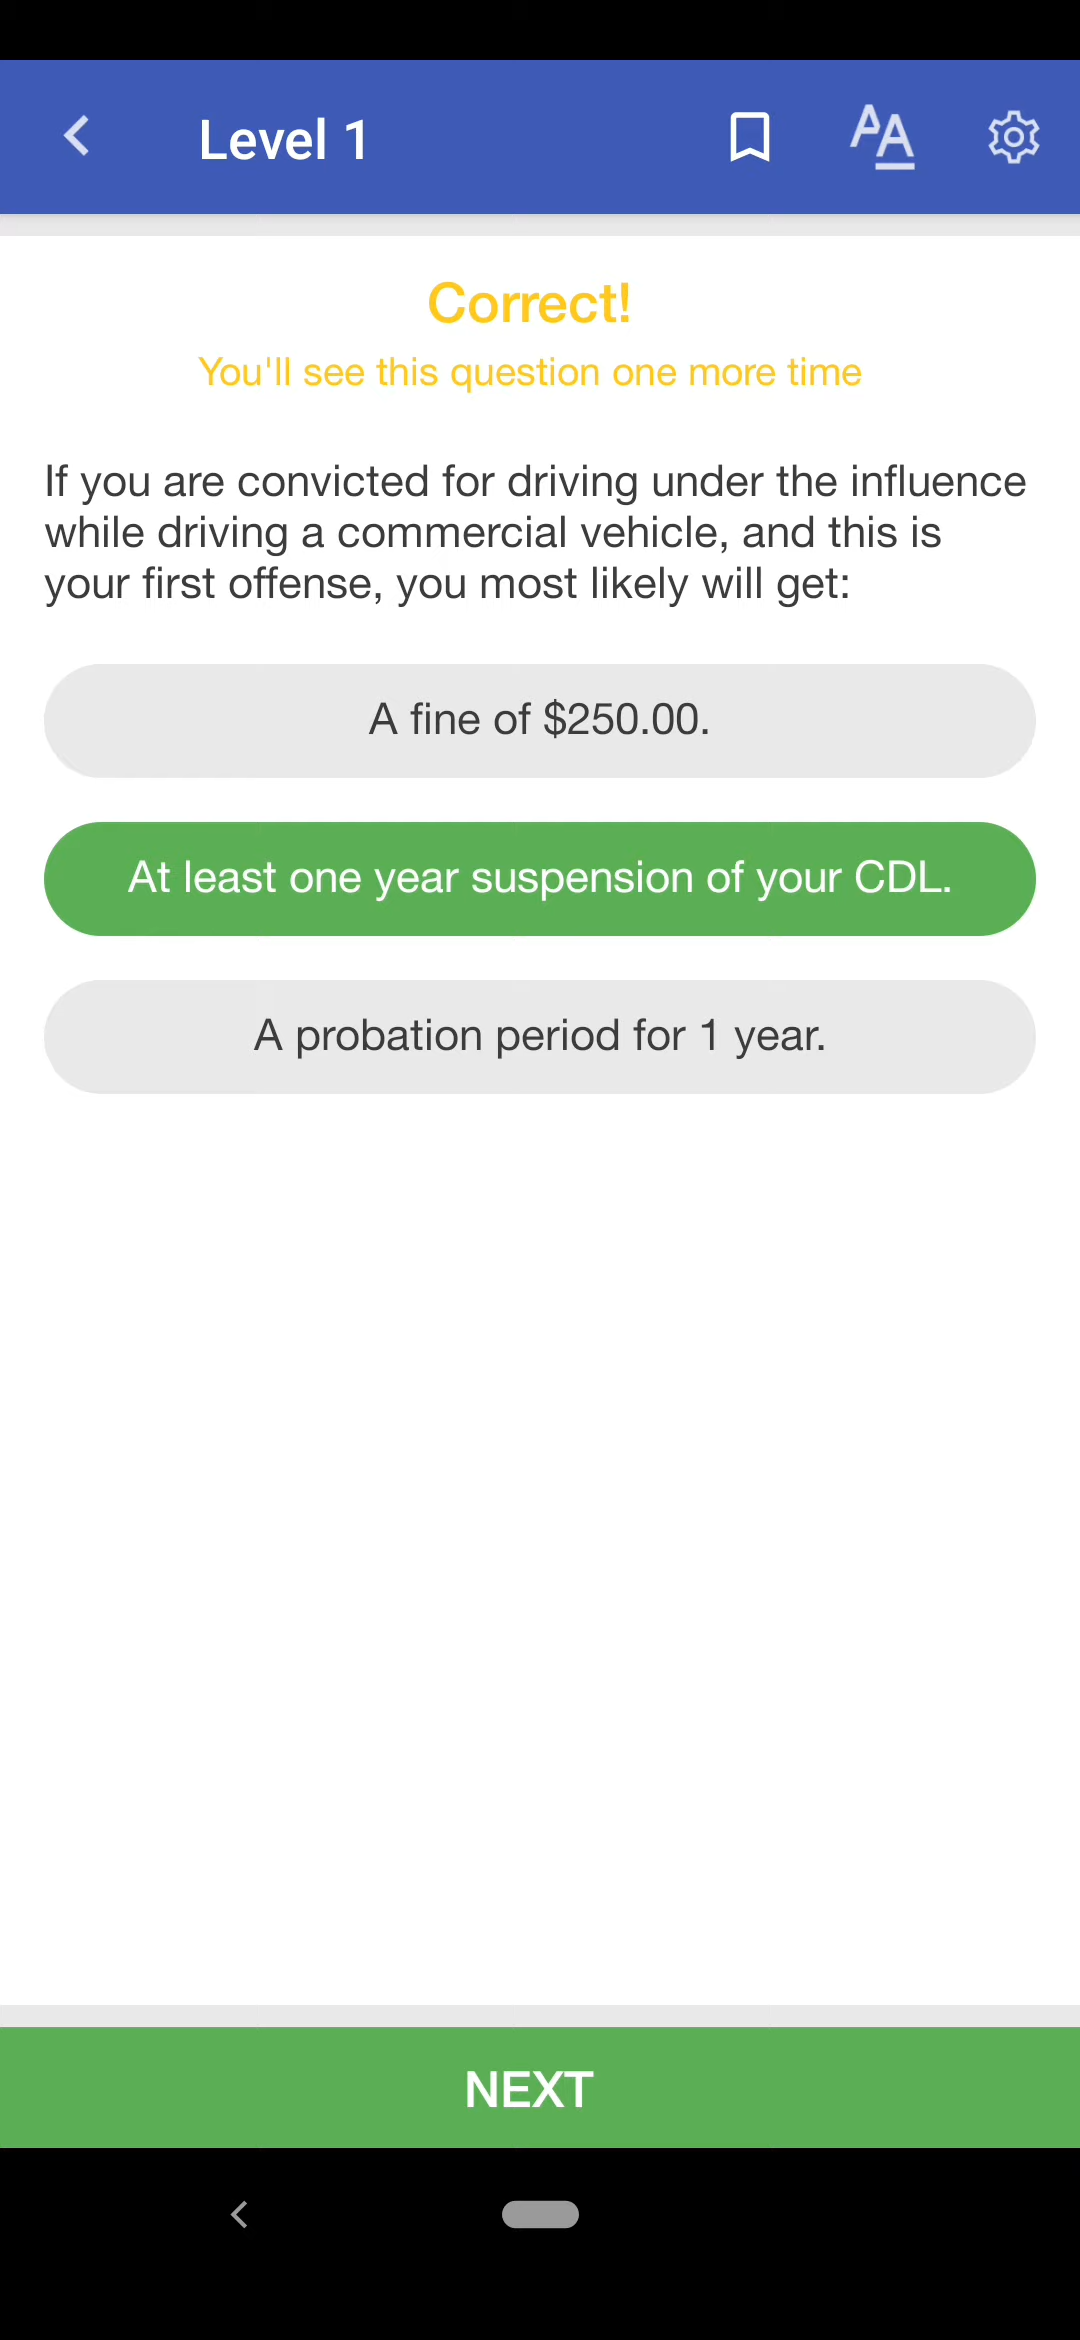 Level 1
AA
Correct!
You'll see this question one more time
If you are convicted for driving under the influence
while driving a commercial vehicle, and this is
your first offense, you most likely will get:
A fine of $250.00.
At least one year suspension of your CDL.
A probation period for 1 year.
NEXT